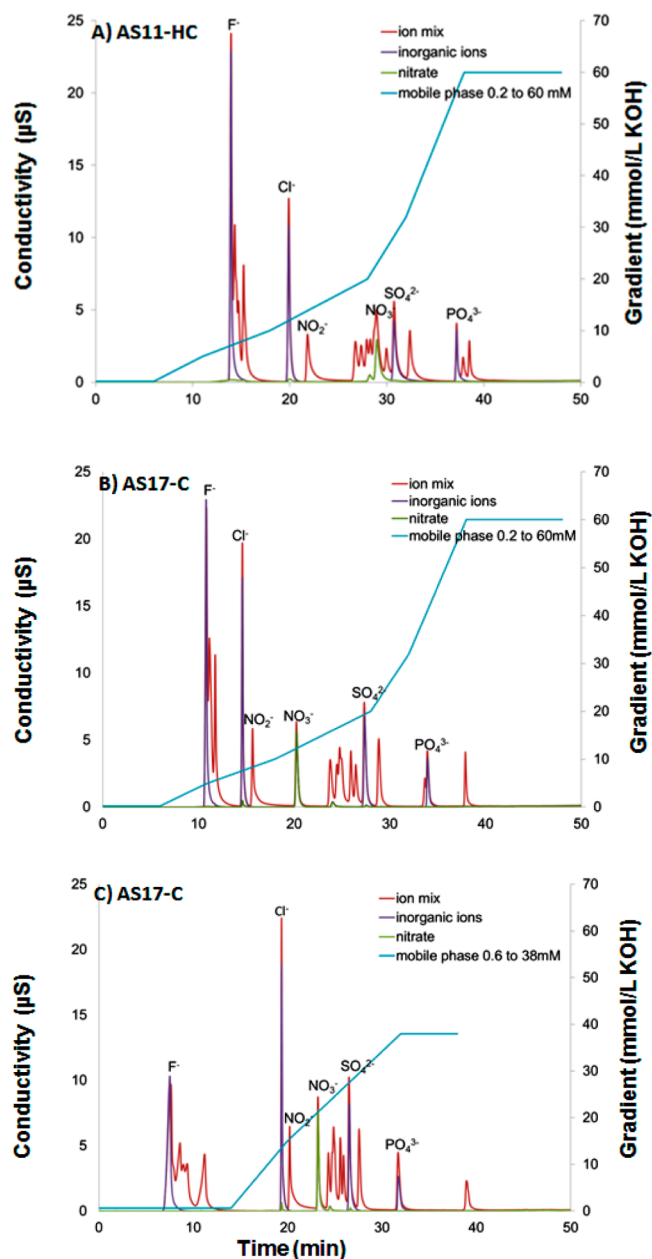 A) AS11-HC
F⁻
Cl⁻
NO₂⁻
NO₃⁻
SO₄²⁻
PO₄³⁻
ion mix
inorganic ions
nitrate
mobile phase 0.2 to 60 mM
Conductivity (µS)
25
20
15
10
5
0
Gradient (mmol/L KOH)
70
60
50
40
30
20
10
0
0 10 20 30 40 50
B) AS17-C
F⁻
Cl⁻
NO₂⁻
NO₃⁻
SO₄²⁻
PO₄³⁻
ion mix
inorganic ions
nitrate
mobile phase 0.2 to 60mM
Conductivity (µS)
25
20
15
10
5
0
Gradient (mmol/L KOH)
70
60
50
40
30
20
10
0
0 10 20 30 40 50
C) AS17-C
F⁻
Cl⁻
NO₂⁻
NO₃⁻
SO₄²⁻
PO₄³⁻
ion mix
inorganic ions
nitrate
mobile phase 0.6 to 38mM
Conductivity (µS)
25
20
15
10
5
0
Gradient (mmol/L KOH)
70
60
50
40
30
20
10
0
0 10 20 30 40 50
Time (min)